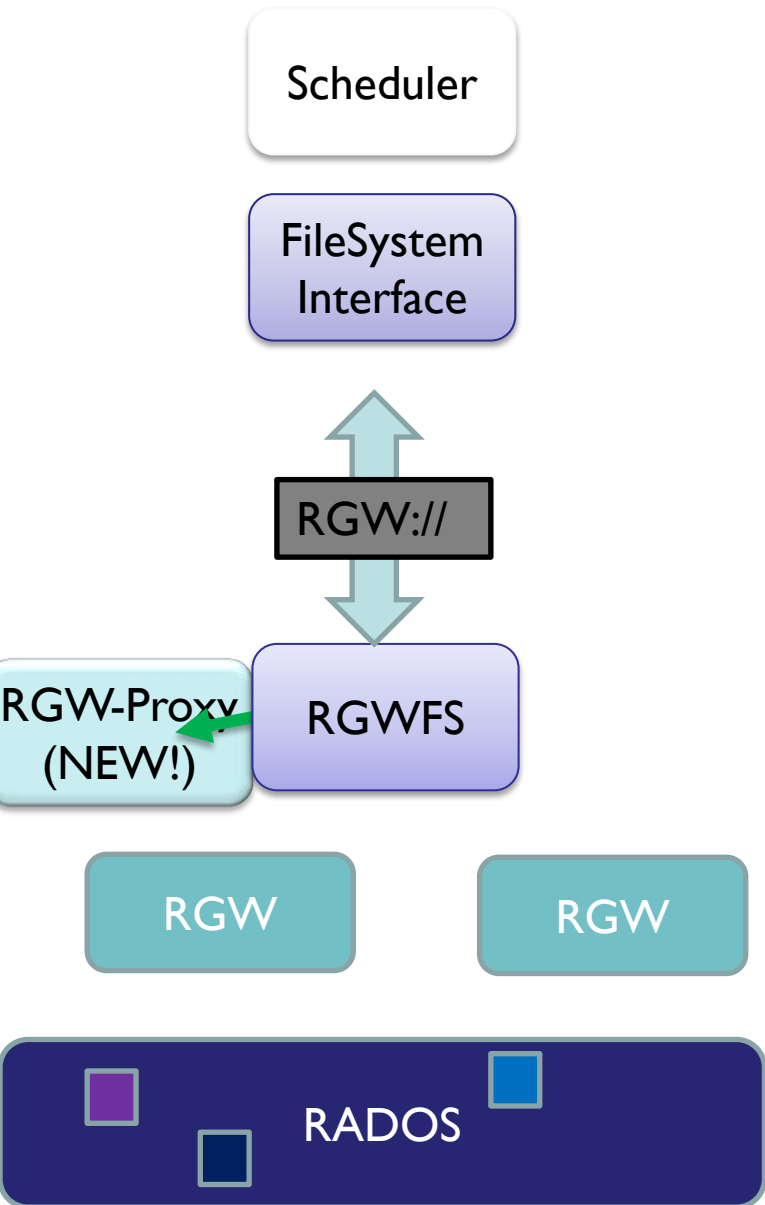 Scheduler
FileSystem
Interface
RGW://
RGW-Proxy
(NEW!)
RGWFS
RGW
RGW
RADOS